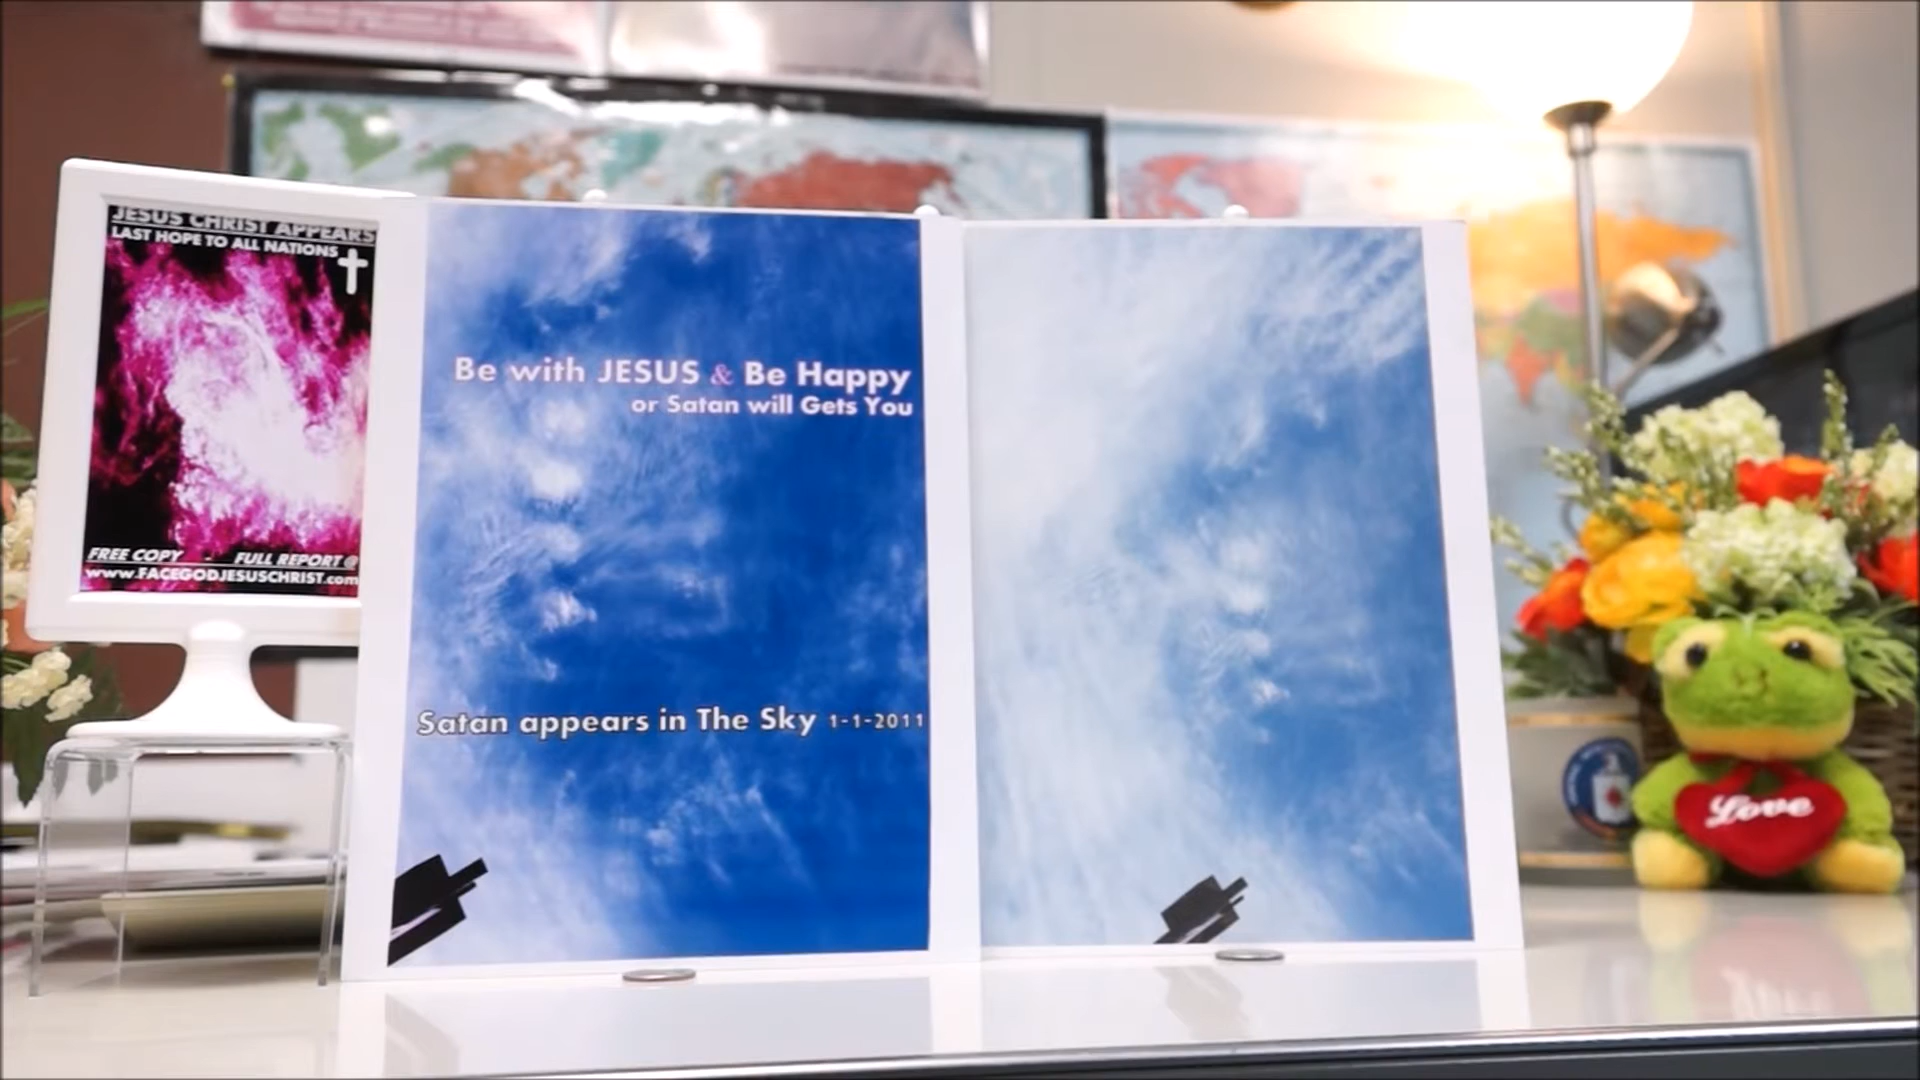 JESUS CHRIST APPEARS
LAST HOPE TO ALL NATIONS
FREE COPY - FULL REPORT @
www.FACEGODJESUSCHRIST.com
Be with JESUS & Be Happy
or Satan will Gets You
Satan appears in The Sky 1-1-2011
Love